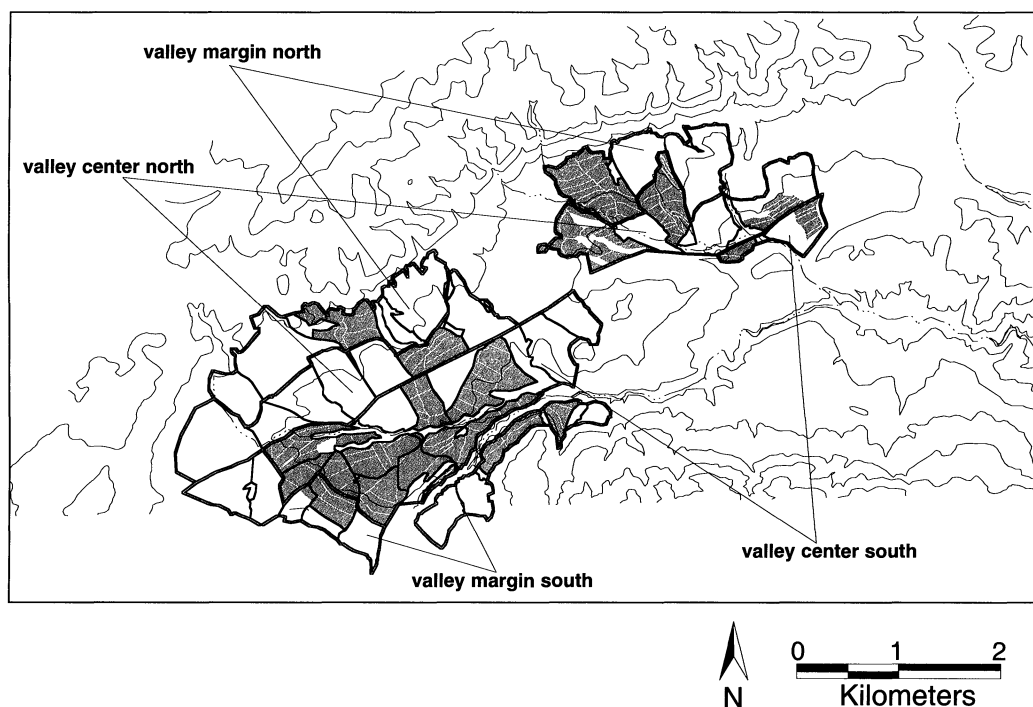 valley margin north
valley center north
valley center south
valley margin south
0 1 2
N
Kilometers